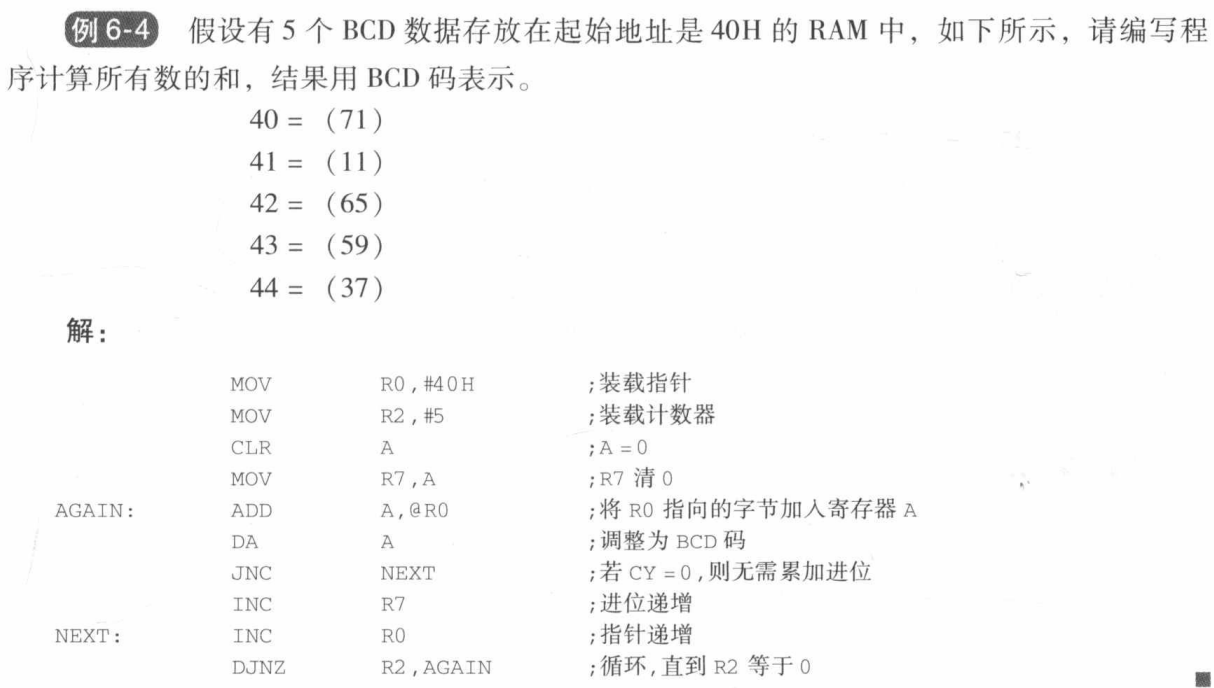 例 6-4 假设有 5 个 BCD 数据存放在起始地址是 40H 的 RAM 中，如下所示，请编写程
序计算所有数的和，结果用 BCD 码表示。
40 = （71）
41 = （11）
42 = （65）
43 = （59）
44 = （37）
解：
MOV R0,#40H ;装载指针
MOV R2,#5 ;装载计数器
CLR A ;A=0
MOV R7,A ;R7 清 0
AGAIN: ADD A,@R0 ;将 R0 指向的字节加入寄存器 A
DA A ;调整为 BCD 码
JNC NEXT ;若 CY=0,则无需累加进位
INC R7 ;进位递增
NEXT: INC R0 ;指针递增
DJNZ R2,AGAIN ;循环,直到 R2 等于 0